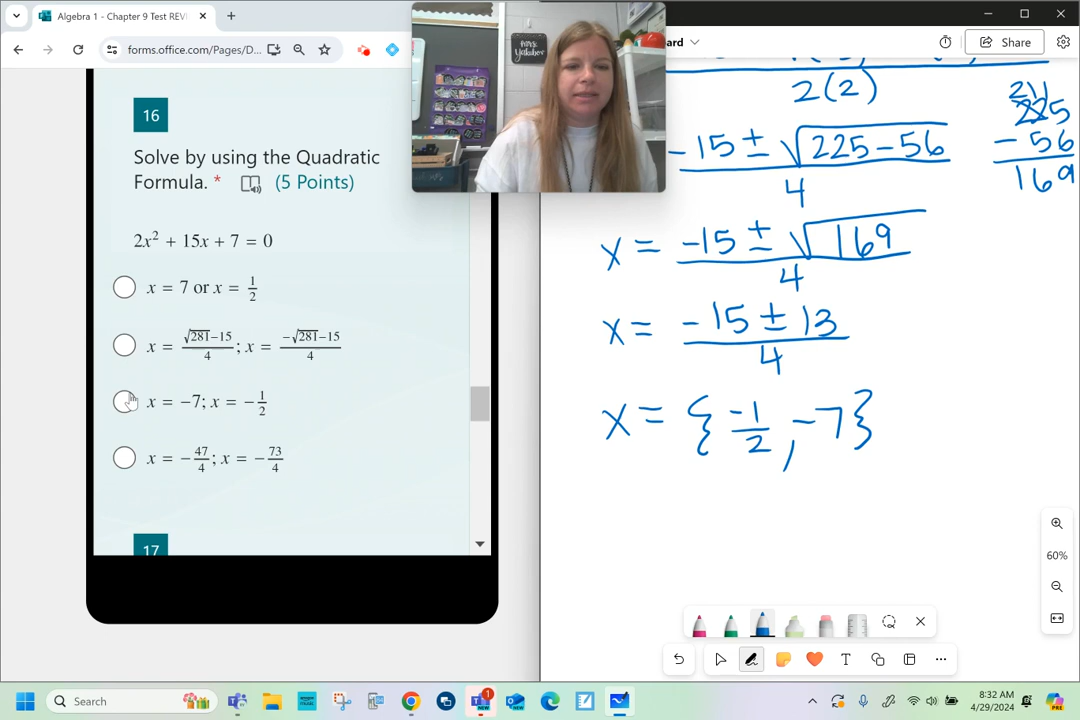 Algebra 1 - Chapter 9 Test REVI
forms.office.com/Pages/D...
ard
Share
16
Solve by using the Quadratic
Formula. * (5 Points)
2x² + 15x + 7 = 0
x = 7 or x = 1/2
x = √281−15/4; x = −√281−15/4
x = −7; x = −1/2
x = −47/4; x = −73/4
17
2(2)
-15 ± √225-56
4
225
- 56
169
x = -15 ± √169
4
x = -15 ± 13
4
x = { -1/2, -7 }
60%
Search
8:32 AM
4/29/2024